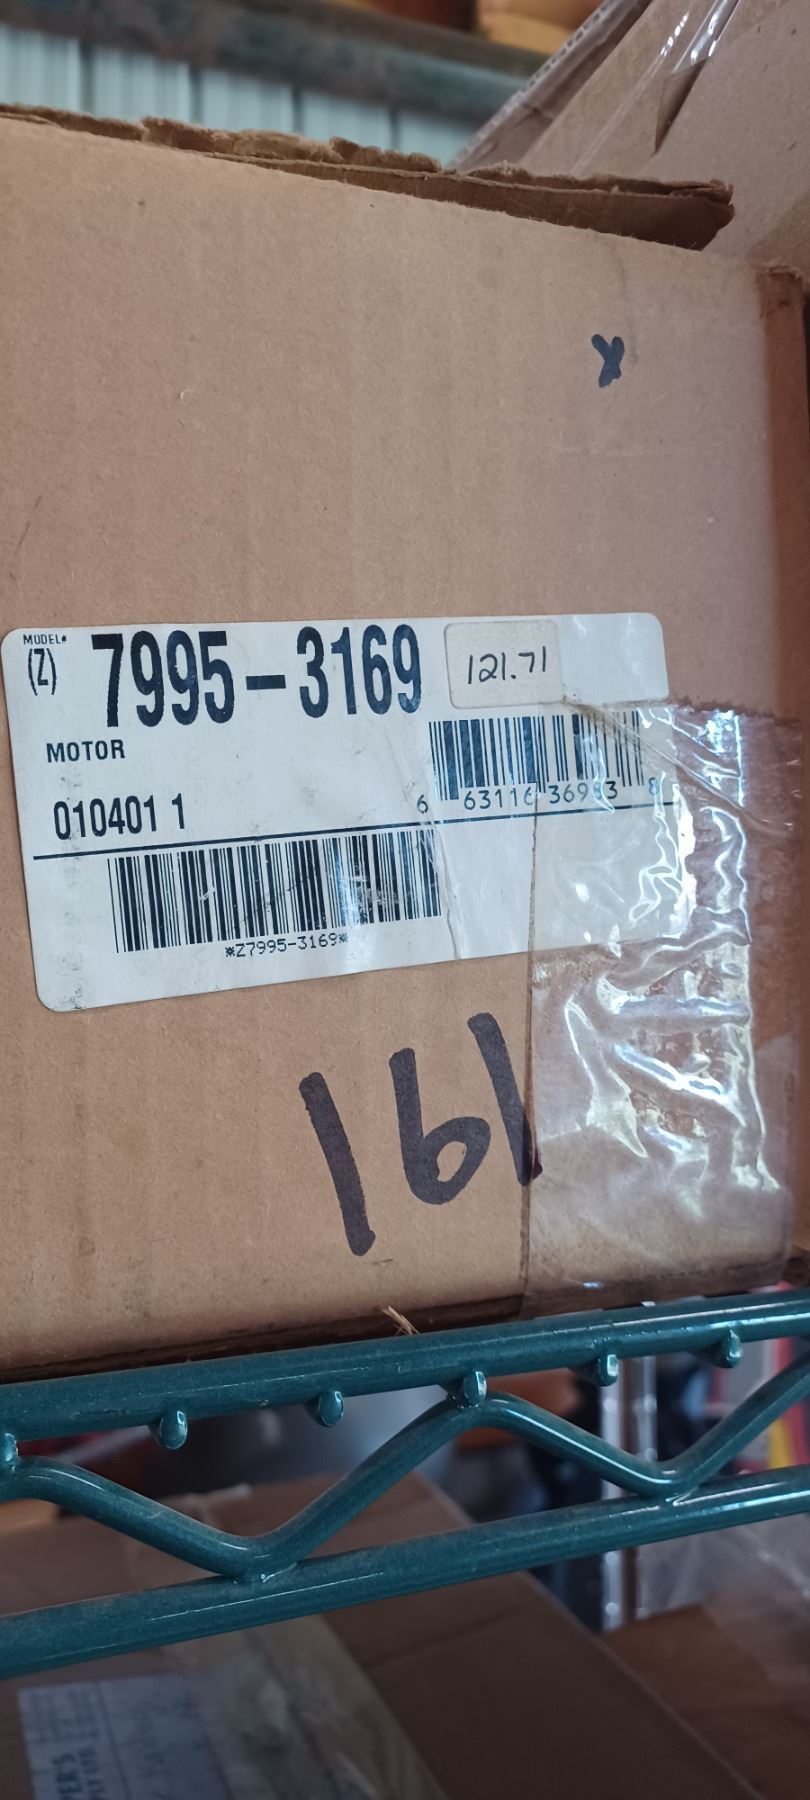 x
MODEL#
(Z) 7995-3169
121.71
MOTOR
010401 1
6 63116 36983 8
*Z7995-3169*
161